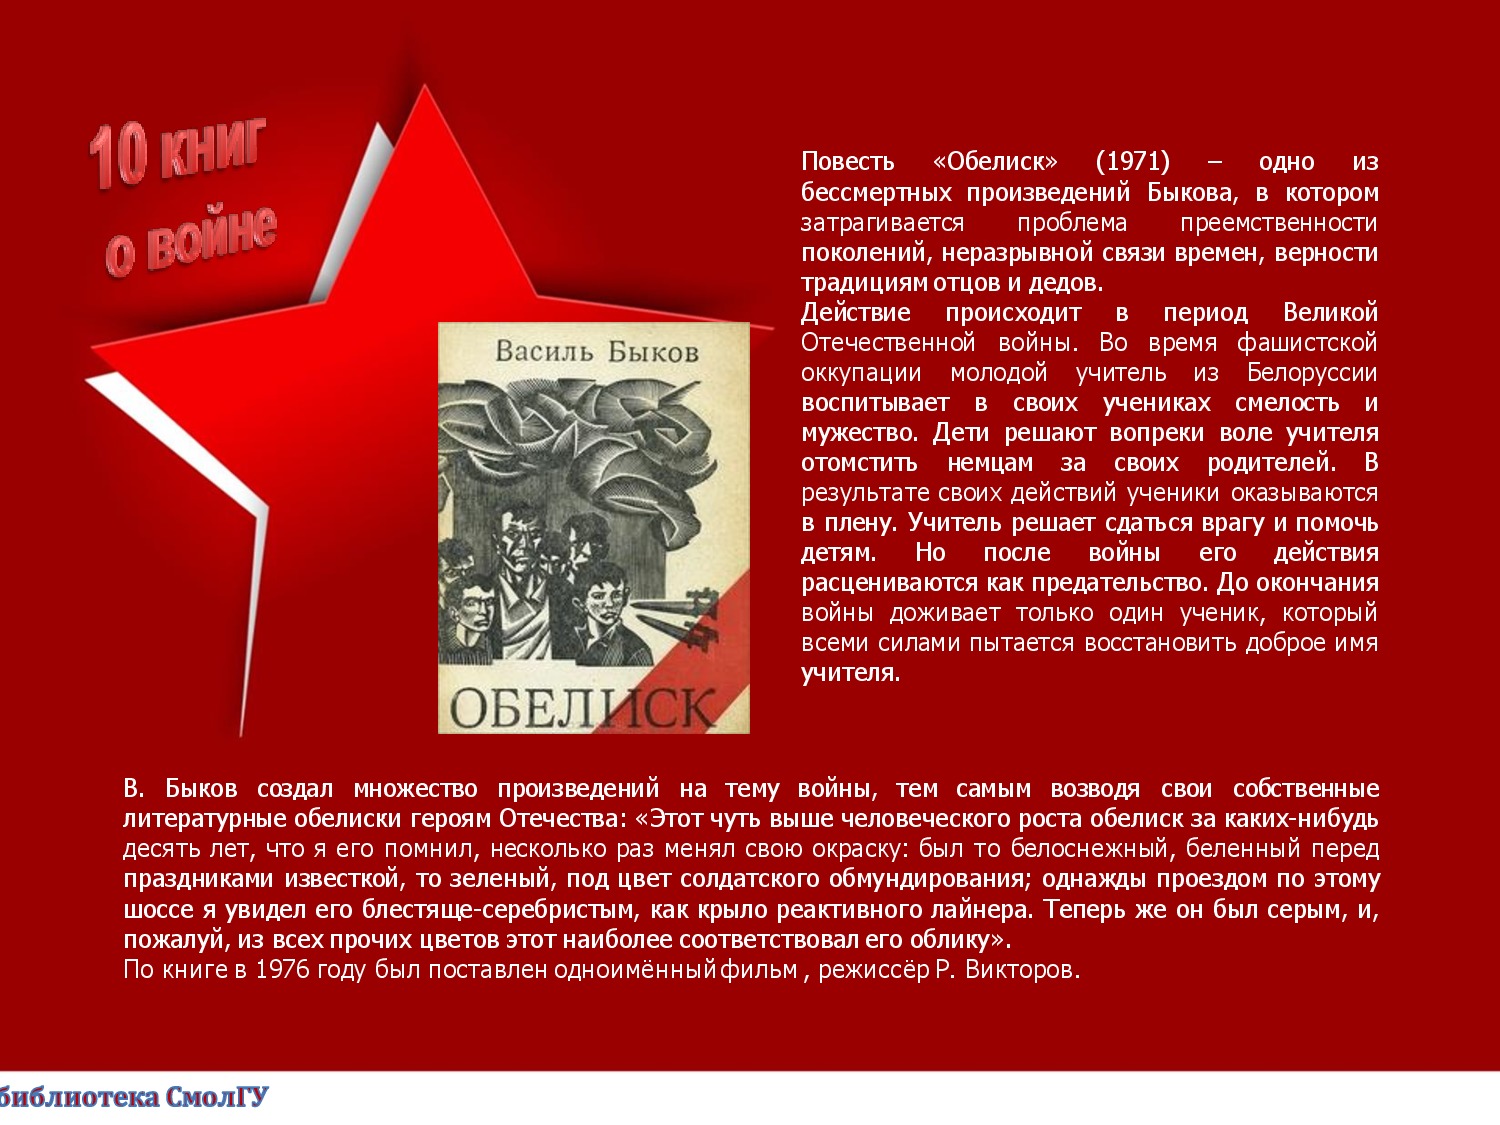 10 книг
о войне
Повесть «Обелиск» (1971) – одно из
бессмертных произведений Быкова, в котором
затрагивается проблема преемственности
поколений, неразрывной связи времен, верности
традициям отцов и дедов.
Действие происходит в период Великой
Отечественной войны. Во время фашистской
оккупации молодой учитель из Белоруссии
воспитывает в своих учениках смелость и
мужество. Дети решают вопреки воле учителя
отомстить немцам за своих родителей. В
результате своих действий ученики оказываются
в плену. Учитель решает сдаться врагу и помочь
детям. Но после войны его действия
расцениваются как предательство. До окончания
войны доживает только один ученик, который
всеми силами пытается восстановить доброе имя
учителя.
Василь Быков
ОБЕЛИСК
В. Быков создал множество произведений на тему войны, тем самым возводя свои собственные
литературные обелиски героям Отечества: «Этот чуть выше человеческого роста обелиск за каких-нибудь
десять лет, что я его помнил, несколько раз менял свою окраску: был то белоснежный, беленный перед
праздниками известкой, то зеленый, под цвет солдатского обмундирования; однажды проездом по этому
шоссе я увидел его блестяще-серебристым, как крыло реактивного лайнера. Теперь же он был серым, и,
пожалуй, из всех прочих цветов этот наиболее соответствовал его облику».
По книге в 1976 году был поставлен одноимённый фильм , режиссёр Р. Викторов.
библиотека СмолГУ